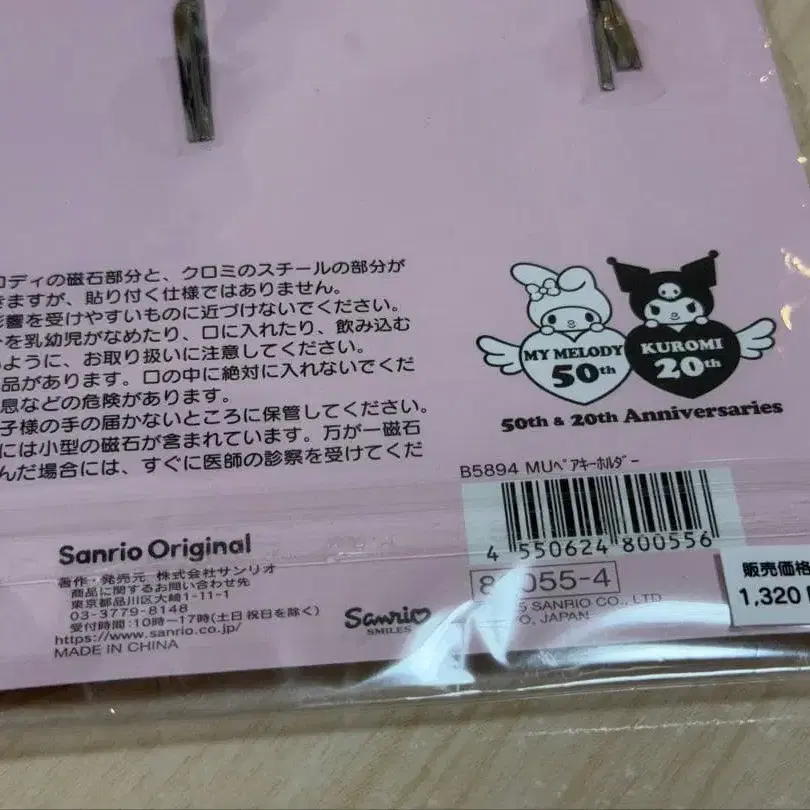 ロディの磁石部分と、クロミのスチールの部分が
きますが、貼り付く仕様ではありません。
影響を受けやすいものに近づけないでください。
を乳幼児がなめたり、口に入れたり、飲み込む
ように、お取り扱いに注意してください。
品があります。口の中に絶対に入れないでくだ
息などの危険があります。
子様の手の届かないところに保管してください。
には小型の磁石が含まれています。万が一磁石
んだ場合には、すぐに医師の診察を受けてくだ
MY MELODY
50th
KUROMI
20th
50th & 20th Anniversaries
B5894 MUペアキーホルダー
4 550624 800556
055-4
SANRIO CO., LTD
O, JAPAN
販売価格
1,320
Sanrio Original
著作・発売元 株式会社サンリオ
商品に関するお問い合わせ先
東京都品川区大崎1-11-1
03-3779-8148
受付時間:10時〜17時(土日祝日を除く)
https://www.sanrio.co.jp/
MADE IN CHINA
Sanrio
SMILES